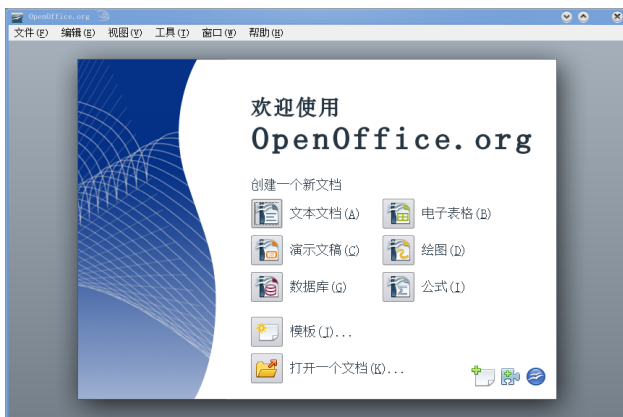 OpenOffice.org
文件(F) 编辑(E) 视图(V) 工具(T) 窗口(W) 帮助(H)
欢迎使用
OpenOffice.org
创建一个新文档
文本文档(A) 电子表格(B)
演示文稿(C) 绘图(D)
数据库(G) 公式(I)
模板(J)...
打开一个文档(K)...